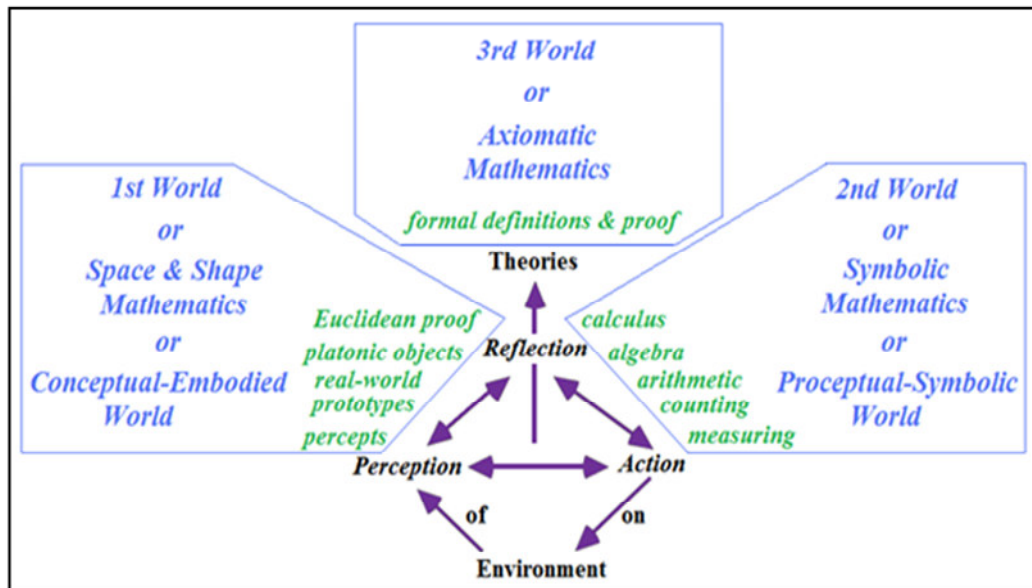 3rd World
or
Axiomatic
Mathematics
formal definitions & proof
1st World
or
Space & Shape
Mathematics
or
Conceptual-Embodied
World
Euclidean proof
platonic objects
real-world
prototypes
percepts
2nd World
or
Symbolic
Mathematics
or
Proceptual-Symbolic
World
calculus
algebra
arithmetic
counting
measuring
Theories
Reflection
Perception
Action
of
on
Environment